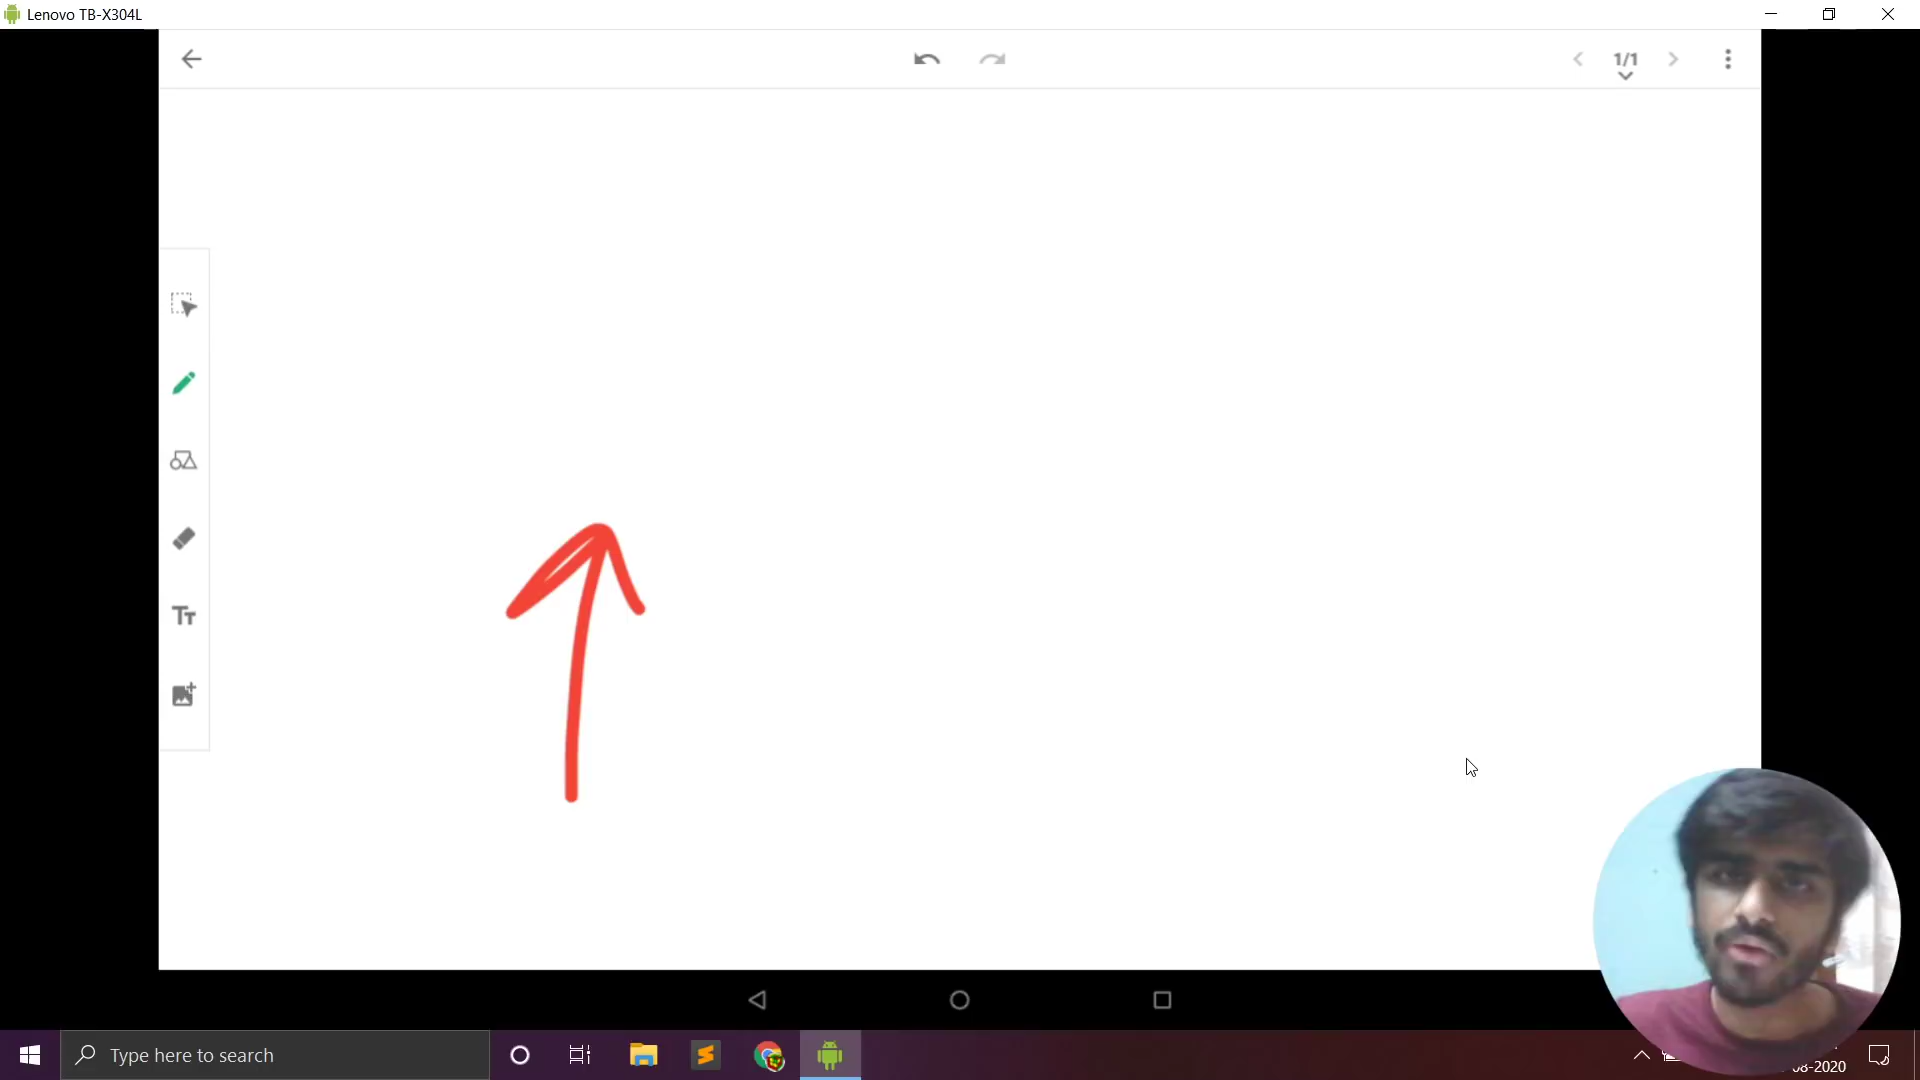 Lenovo TB-X304L
1/1
Tт
Type here to search
08-2020